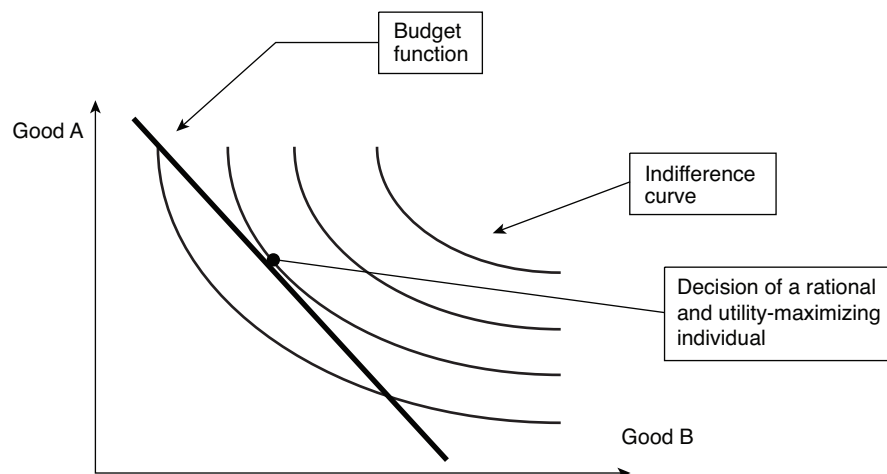 Budget
function
Good A
Indifference
curve
Decision of a rational
and utility-maximizing
individual
Good B